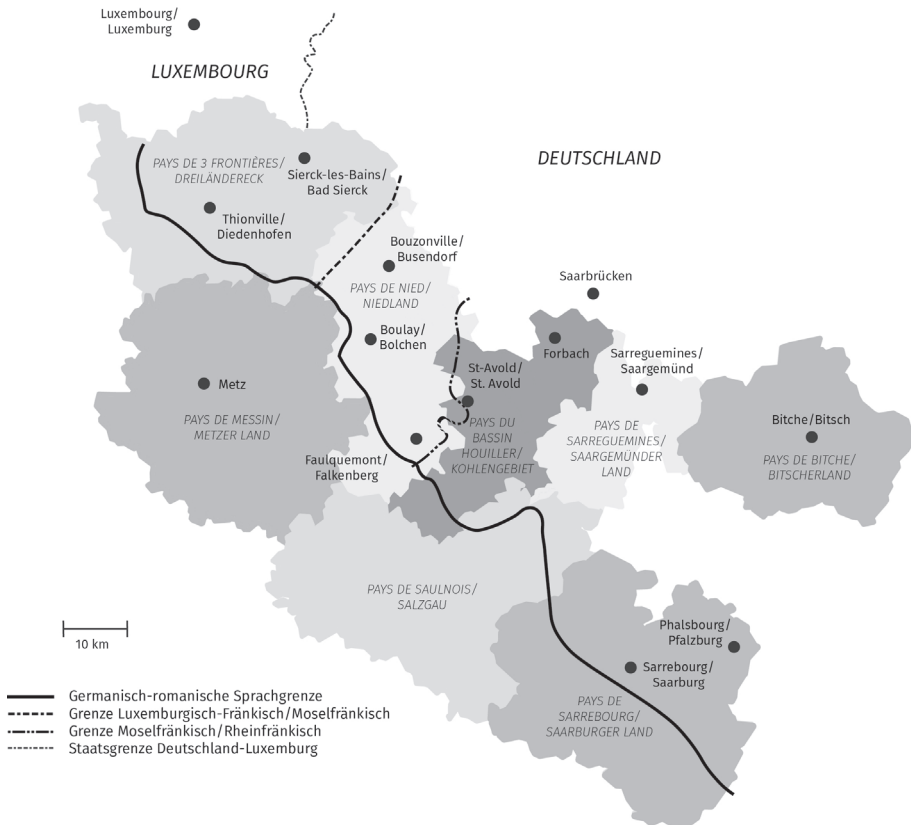 Luxembourg/
Luxemburg
LUXEMBOURG
DEUTSCHLAND
PAYS DE 3 FRONTIÈRES/
DREILÄNDERECK
Sierck-les-Bains/
Bad Sierck
Thionville/
Diedenhofen
Bouzonville/
Busendorf
Saarbrücken
PAYS DE NIED/
NIEDLAND
Boulay/
Bolchen
Forbach
Sarreguemines/
Saargemünd
St-Avold/
St. Avold
Metz
PAYS DE MESSIN/
METZER LAND
PAYS DU
BASSIN
HOUILLER/
KOHLENGEBIET
PAYS DE
SARREGUEMINES/
SAARGEMÜNDER
LAND
Bitche/Bitsch
PAYS DE BITCHE/
BITSCHERLAND
Faulquemont/
Falkenberg
PAYS DE SAULNOIS/
SALZGAU
Phalsbourg/
Pfalzburg
Sarrebourg/
Saarburg
PAYS DE
SARREBOURG/
SAARBURGER LAND
10 km
Germanisch-romanische Sprachgrenze
Grenze Luxemburgisch-Fränkisch/Moselfränkisch
Grenze Moselfränkisch/Rheinfränkisch
Staatsgrenze Deutschland-Luxemburg